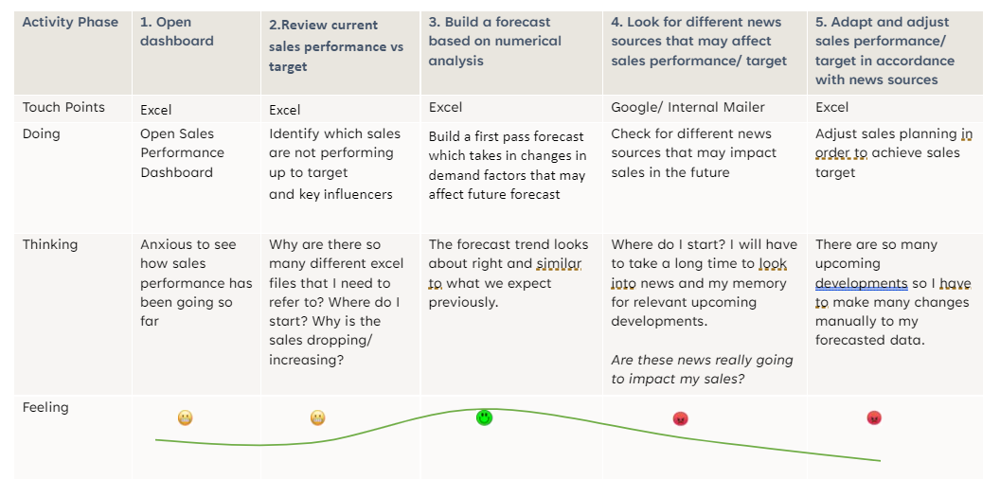 Activity Phase
1. Open
dashboard
2.Review current
sales performance vs
target
3. Build a forecast
based on numerical
analysis
4. Look for different news
sources that may affect
sales performance/ target
5. Adapt and adjust
sales performance/
target in accordance
with news sources
Touch Points
Excel
Excel
Excel
Google/ Internal Mailer
Excel
Doing
Open Sales
Performance
Dashboard
Identify which sales
are not performing
up to target
and key influencers
Build a first pass forecast
which takes in changes in
demand factors that may
affect future forecast
Check for different news
sources that may impact
sales in the future
Adjust sales planning in
order to achieve sales
target
Thinking
Anxious to see
how sales
performance has
been going so
far
Why are there so
many different excel
files that I need to
refer to? Where do I
start? Why is the
sales dropping/
increasing?
The forecast trend looks
about right and similar
to what we expect
previously.
Where do I start? I will have
to take a long time to look
into news and my memory
for relevant upcoming
developments.
Are these news really going
to impact my sales?
There are so many
upcoming
developments so I have
to make many changes
manually to my
forecasted data.
Feeling